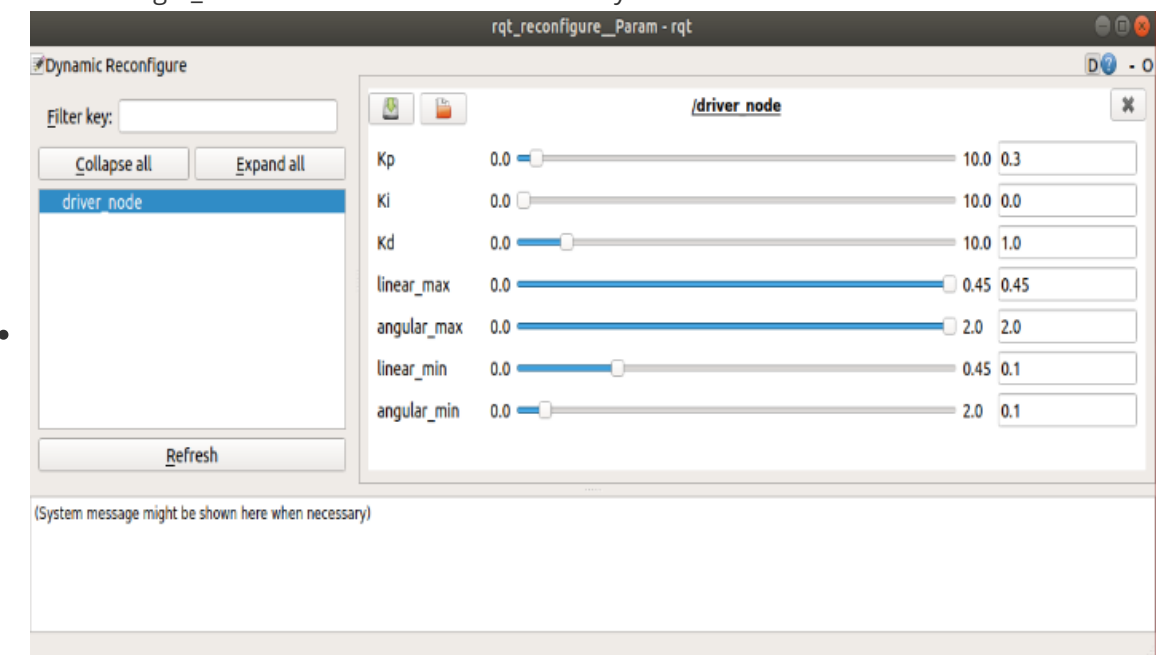 rqt_reconfigure__Param - rqt
Dynamic Reconfigure
D - O
Filter key:
Collapse all Expand all
driver_node
Refresh
/driver_node
Kp 0.0 10.0 0.3
Ki 0.0 10.0 0.0
Kd 0.0 10.0 1.0
linear_max 0.0 0.45 0.45
angular_max 0.0 2.0 2.0
linear_min 0.0 0.45 0.1
angular_min 0.0 2.0 0.1
(System message might be shown here when necessary)